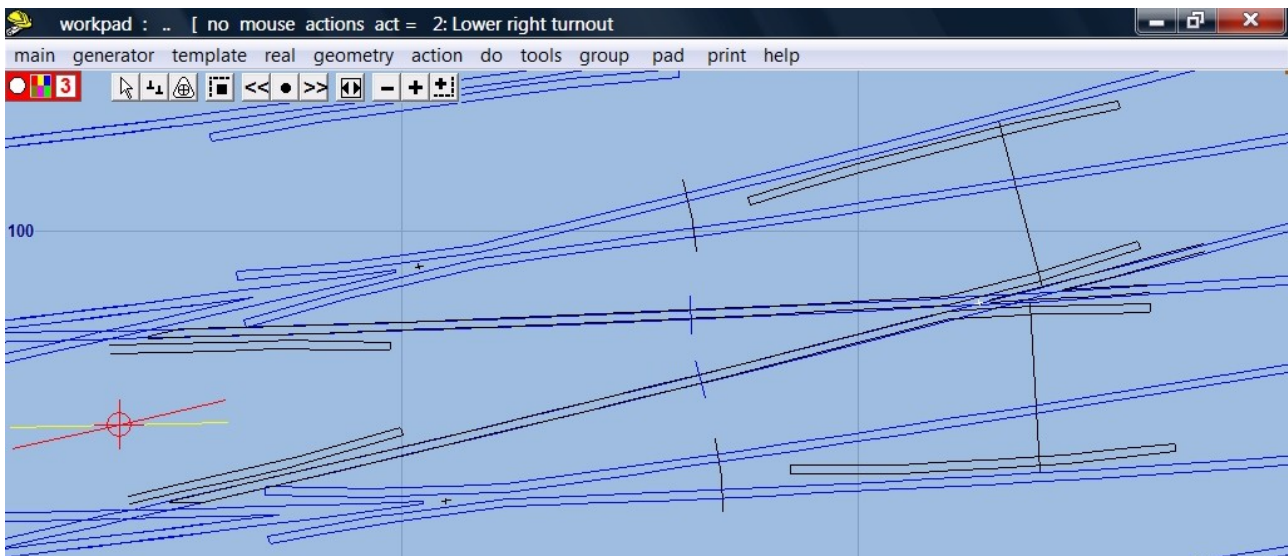 workpad : .. [ no mouse actions act = 2: Lower right turnout
main generator template real geometry action do tools group pad print help
3 << >>
100